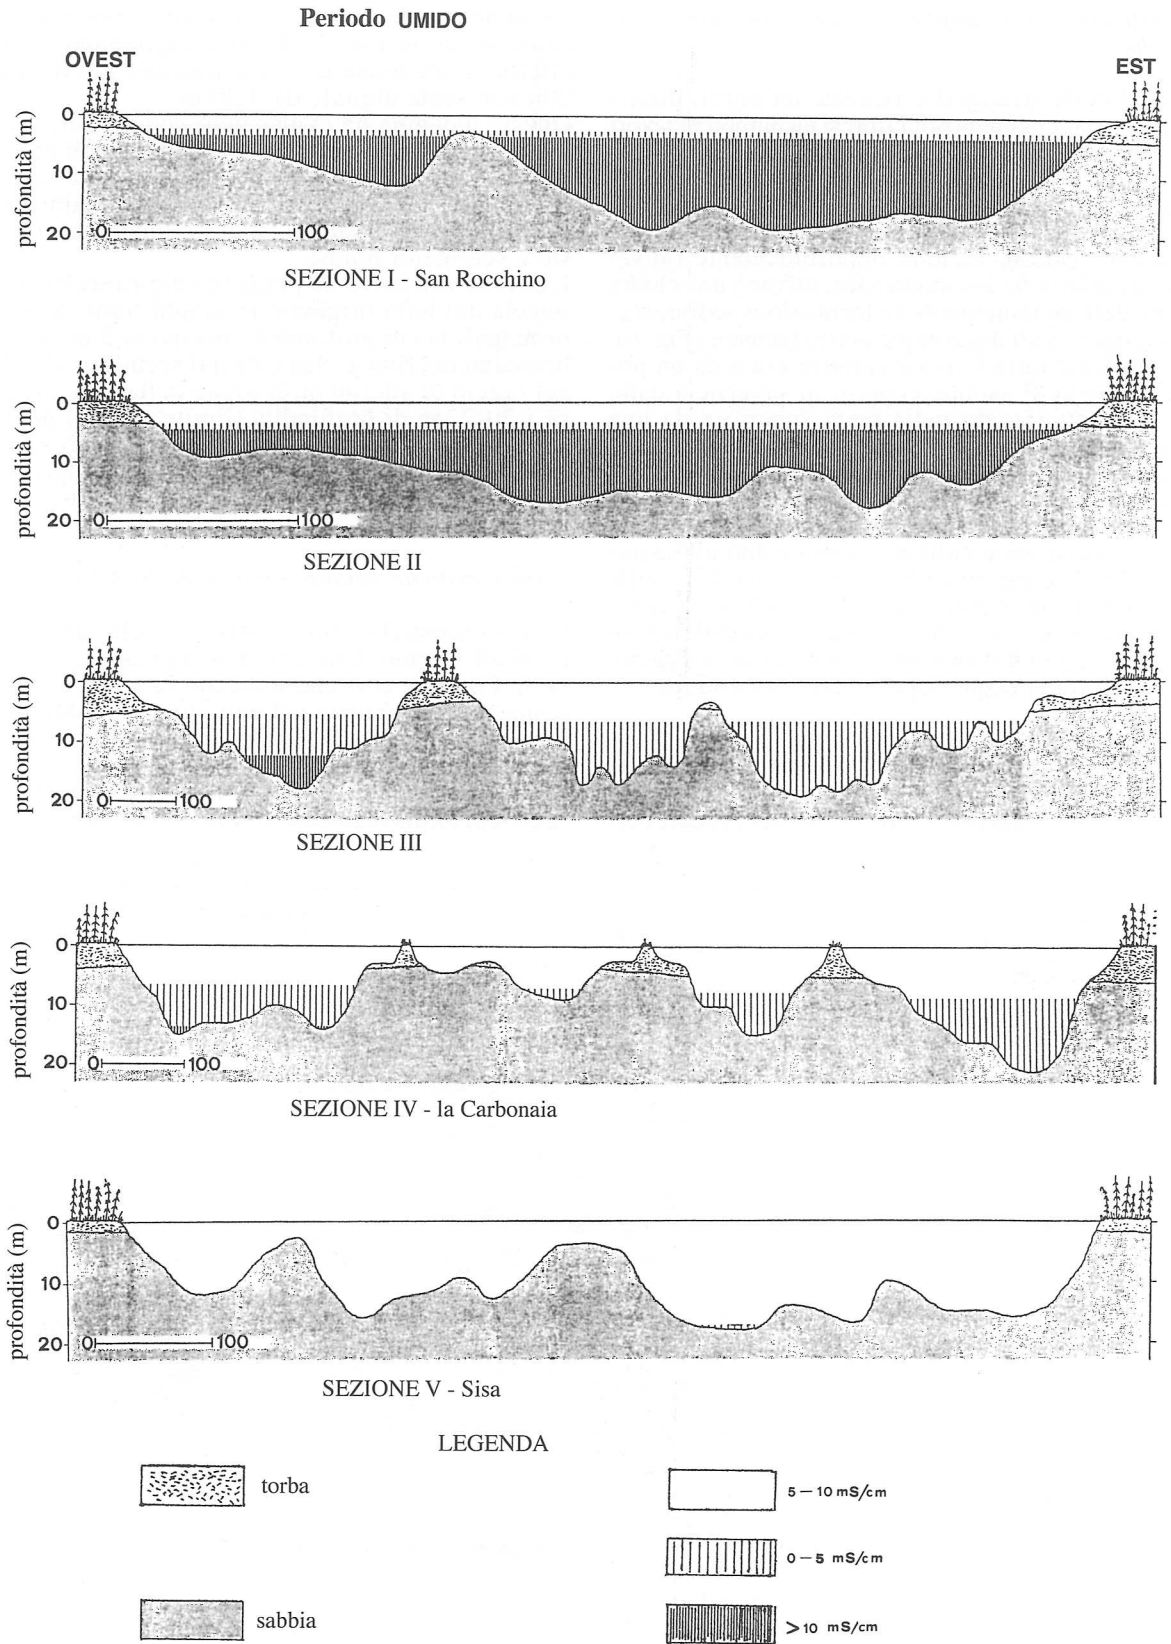 Periodo UMIDO
OVEST
EST
profondità (m)
0
10
20
0 100
SEZIONE I - San Rocchino
profondità (m)
0
10
20
0 100
SEZIONE II
profondità (m)
0
10
20
0 100
SEZIONE III
profondità (m)
0
10
20
0 100
SEZIONE IV - la Carbonaia
profondità (m)
0
10
20
0 100
SEZIONE V - Sisa
LEGENDA
torba
5 – 10 mS/cm
0 – 5 mS/cm
sabbia
>10 mS/cm